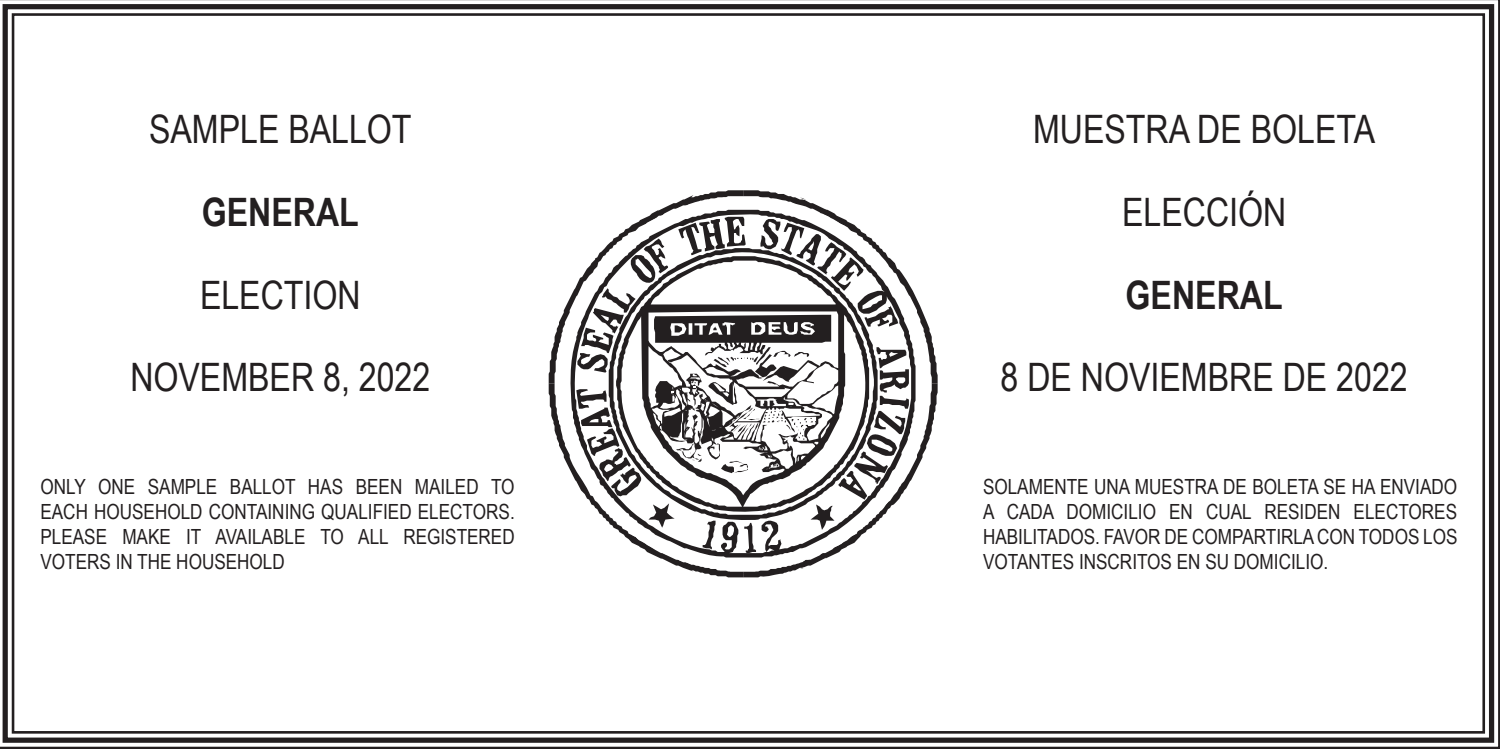 SAMPLE BALLOT
GENERAL
ELECTION
NOVEMBER 8, 2022
ONLY ONE SAMPLE BALLOT HAS BEEN MAILED TO
EACH HOUSEHOLD CONTAINING QUALIFIED ELECTORS.
PLEASE MAKE IT AVAILABLE TO ALL REGISTERED
VOTERS IN THE HOUSEHOLD
GREAT SEAL OF THE STATE OF ARIZONA
DITAT DEUS
1912
MUESTRA DE BOLETA
ELECCIÓN
GENERAL
8 DE NOVIEMBRE DE 2022
SOLAMENTE UNA MUESTRA DE BOLETA SE HA ENVIADO
A CADA DOMICILIO EN CUAL RESIDEN ELECTORES
HABILITADOS. FAVOR DE COMPARTIRLA CON TODOS LOS
VOTANTES INSCRITOS EN SU DOMICILIO.